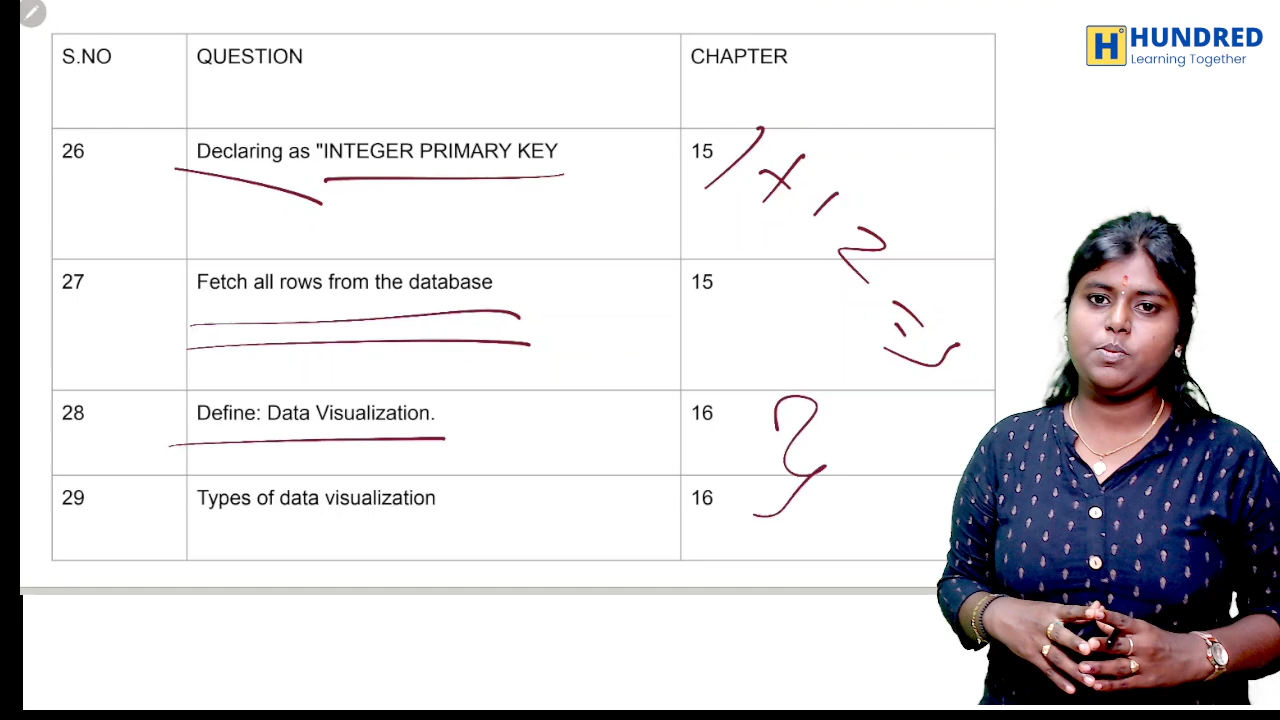 HUNDRED
Learning Together
S.NO QUESTION CHAPTER
26 Declaring as "INTEGER PRIMARY KEY 15
27 Fetch all rows from the database 15
28 Define: Data Visualization. 16
29 Types of data visualization 16